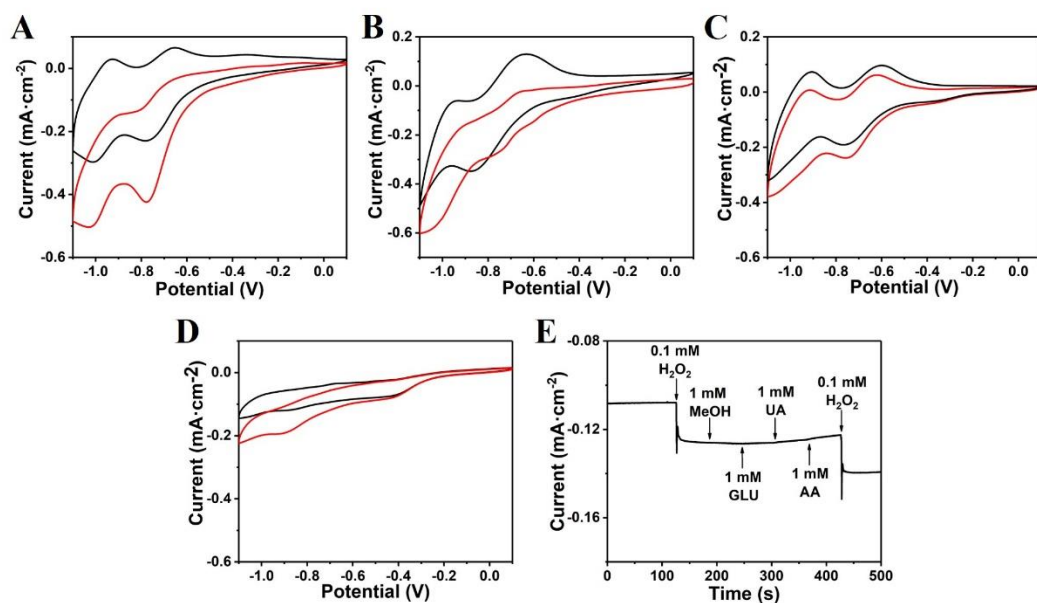 A
Current (mA·cm-2)
0.0
-0.2
-0.4
-0.6
-1.0 -0.8 -0.6 -0.4 -0.2 0.0
Potential (V)
B
Current (mA·cm-2)
0.2
0.0
-0.2
-0.4
-0.6
-1.0 -0.8 -0.6 -0.4 -0.2 0.0
Potential (V)
C
Current (mA·cm-2)
0.2
0.0
-0.2
-0.4
-0.6
-1.0 -0.8 -0.6 -0.4 -0.2 0.0
Potential (V)
D
Current (mA·cm-2)
0.0
-0.2
-0.4
-0.6
-1.0 -0.8 -0.6 -0.4 -0.2 0.0
Potential (V)
E
Current (mA·cm-2)
-0.08
-0.12
-0.16
0.1 mM
H₂O₂
1 mM
MeOH
1 mM
GLU
1 mM
UA
1 mM
AA
0.1 mM
H₂O₂
0 100 200 300 400 500
Time (s)